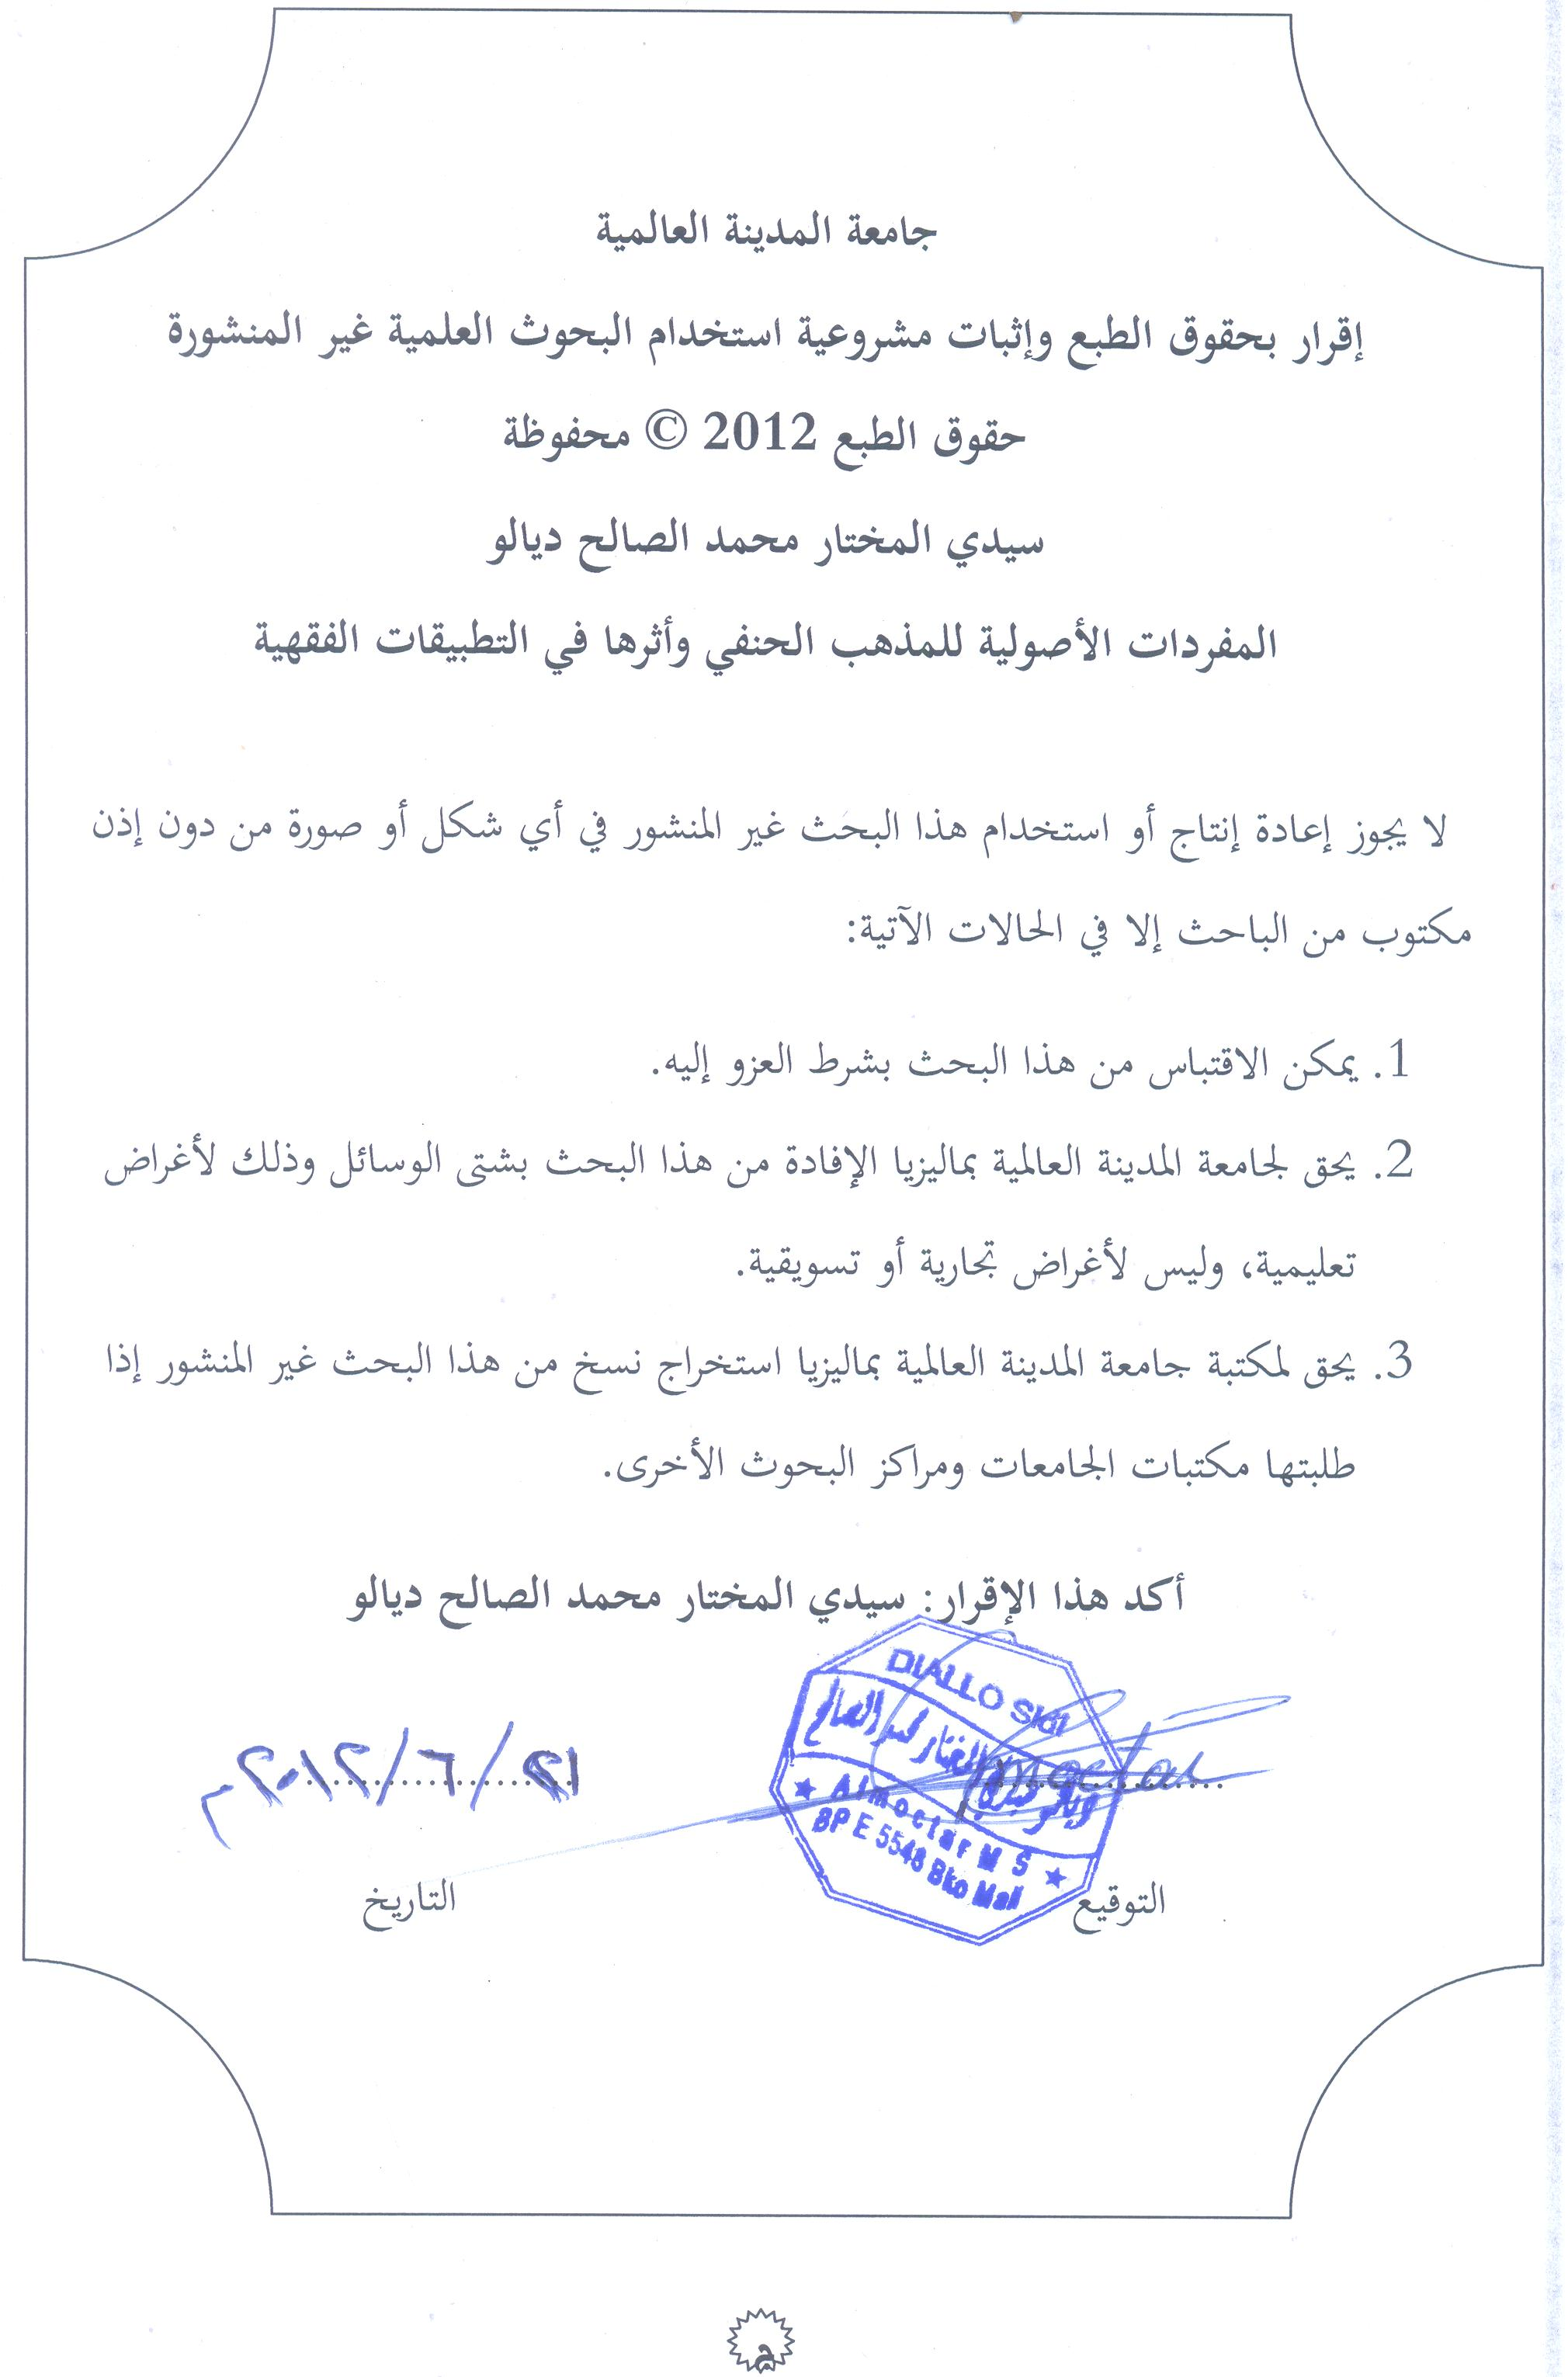 جامعة المدينة العالمية
إقرار بحقوق الطبع وإثبات مشروعية استخدام البحوث العلمية غير المنشورة
حقوق الطبع 2012 © محفوظة
سيدي المختار محمد الصالح ديالو
المفردات الأصولية للمذهب الحنفي وأثرها في التطبيقات الفقهية
لا يجوز إعادة إنتاج أو استخدام هذا البحث غير المنشور في أي شكل أو صورة من دون إذن
مكتوب من الباحث إلا في الحالات الآتية:
1. يمكن الاقتباس من هذا البحث بشرط العزو إليه.
2. يحق لجامعة المدينة العالمية بماليزيا الإفادة من هذا البحث بشتى الوسائل وذلك لأغراض
تعليمية، وليس لأغراض تجارية أو تسويقية.
3. يحق لمكتبة جامعة المدينة العالمية بماليزيا استخراج نسخ من هذا البحث غير المنشور إذا
طلبتها مكتبات الجامعات ومراكز البحوث الأخرى.
أكد هذا الإقرار: سيدي المختار محمد الصالح ديالو
DIALLO Sidi
المختار محمد الصالح
ديالو سيدي
Almoctar M S
BP E 5548 Bko Mali
٢١/٦/٢٠١٢م
التوقيع التاريخ
ج